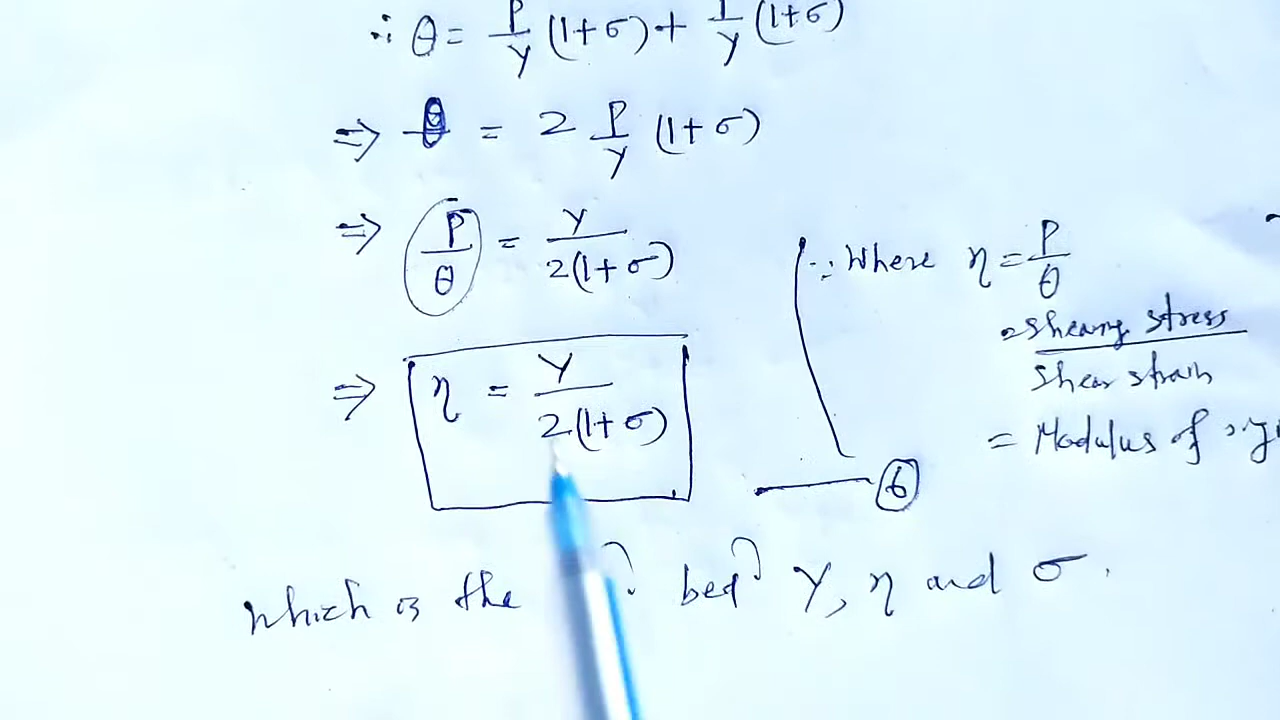 ∴ θ = P/Y (1+σ) + P/Y (1+σ)
⇒ θ = 2 P/Y (1+σ)
⇒ P/θ = Y/2(1+σ)
∵ Where η = P/θ
= Shearing stress / Shear strain
= Modulus of
⇒ η = Y/2(1+σ)
6
which is the Y, η and σ.